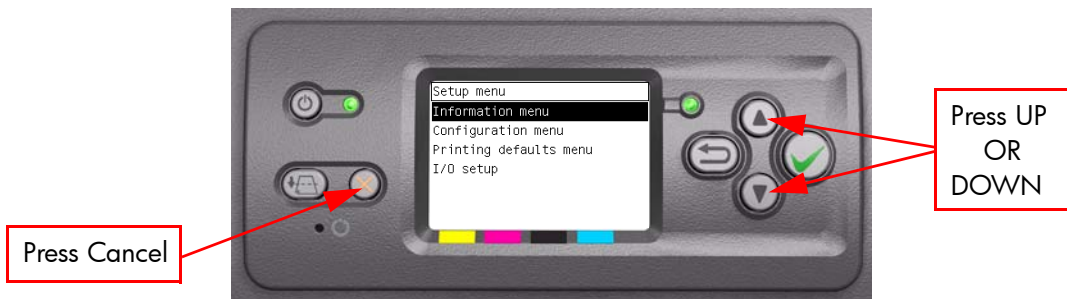 Setup menu
Information menu
Configuration menu
Printing defaults menu
I/O setup
Press UP
OR
DOWN
Press Cancel